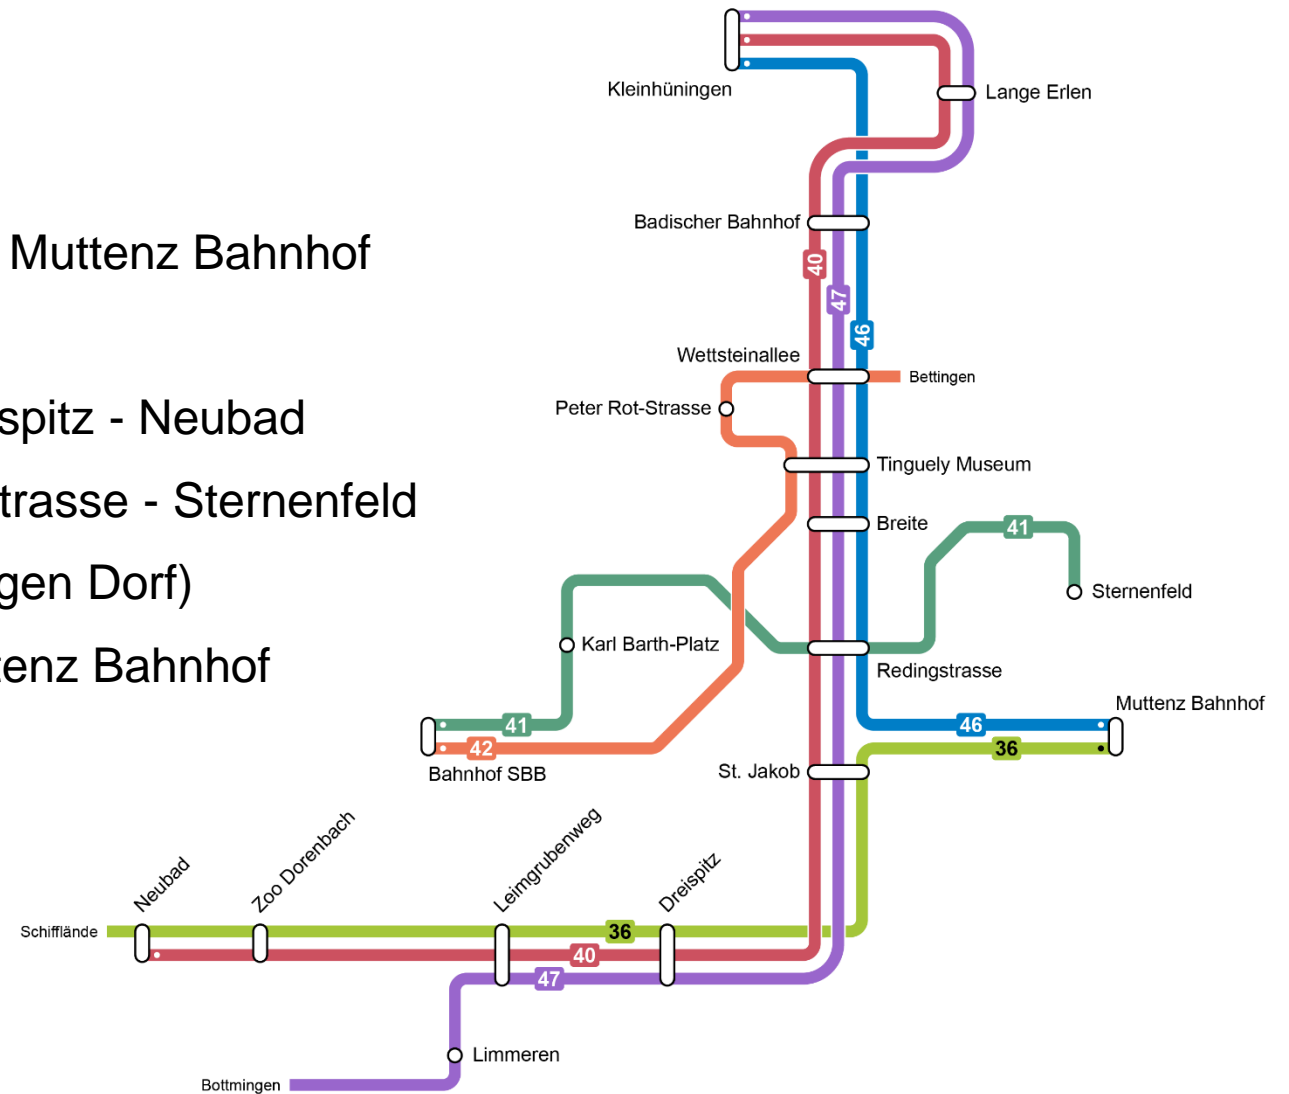 Kleinhüningen
Lange Erlen
Badischer Bahnhof
Muttenz Bahnhof
40
47
46
Wettsteinallee
Bettingen
Peter Rot-Strasse
spitz - Neubad
Tinguely Museum
trasse - Sternenfeld
Breite
41
gen Dorf)
Sternenfeld
Karl Barth-Platz
tenz Bahnhof
Redingstrasse
Muttenz Bahnhof
41
46
42
36
Bahnhof SBB
St. Jakob
Neubad
Zoo Dorenbach
Leimgrubenweg
Dreispitz
Schifflände
36
40
47
Limmeren
Bottmingen